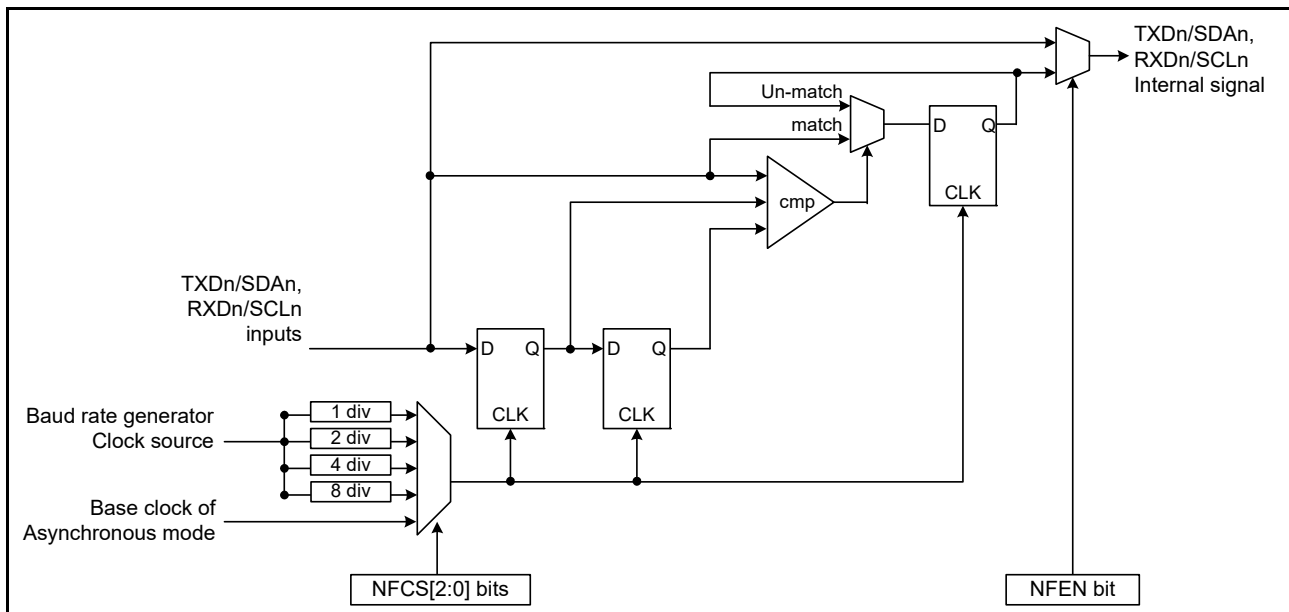 TXDn/SDAn,
RXDn/SCLn
Internal signal
Un-match
match
D
Q
CLK
cmp
TXDn/SDAn,
RXDn/SCLn
inputs
D
Q
CLK
D
Q
CLK
Baud rate generator
Clock source
1 div
2 div
4 div
8 div
Base clock of
Asynchronous mode
NFCS[2:0] bits
NFEN bit